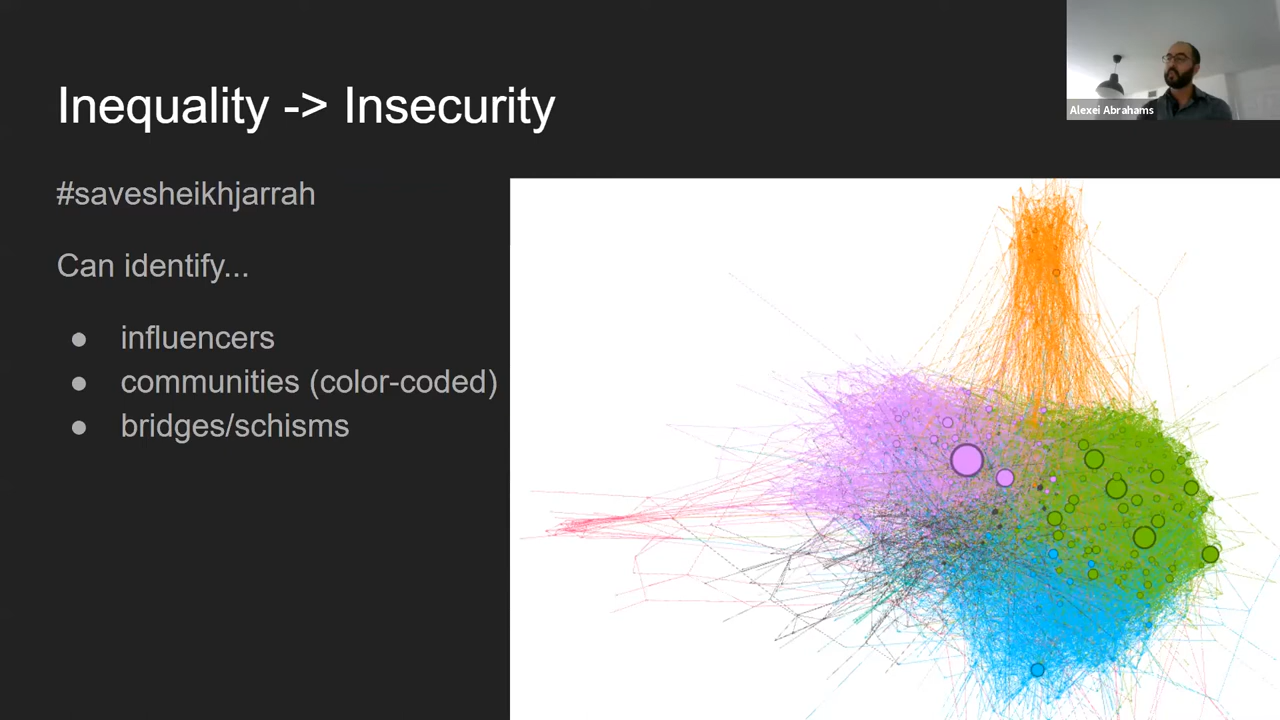 Inequality -> Insecurity
Alexei Abrahams
#savesheikhjarrah
Can identify...
● influencers
● communities (color-coded)
● bridges/schisms